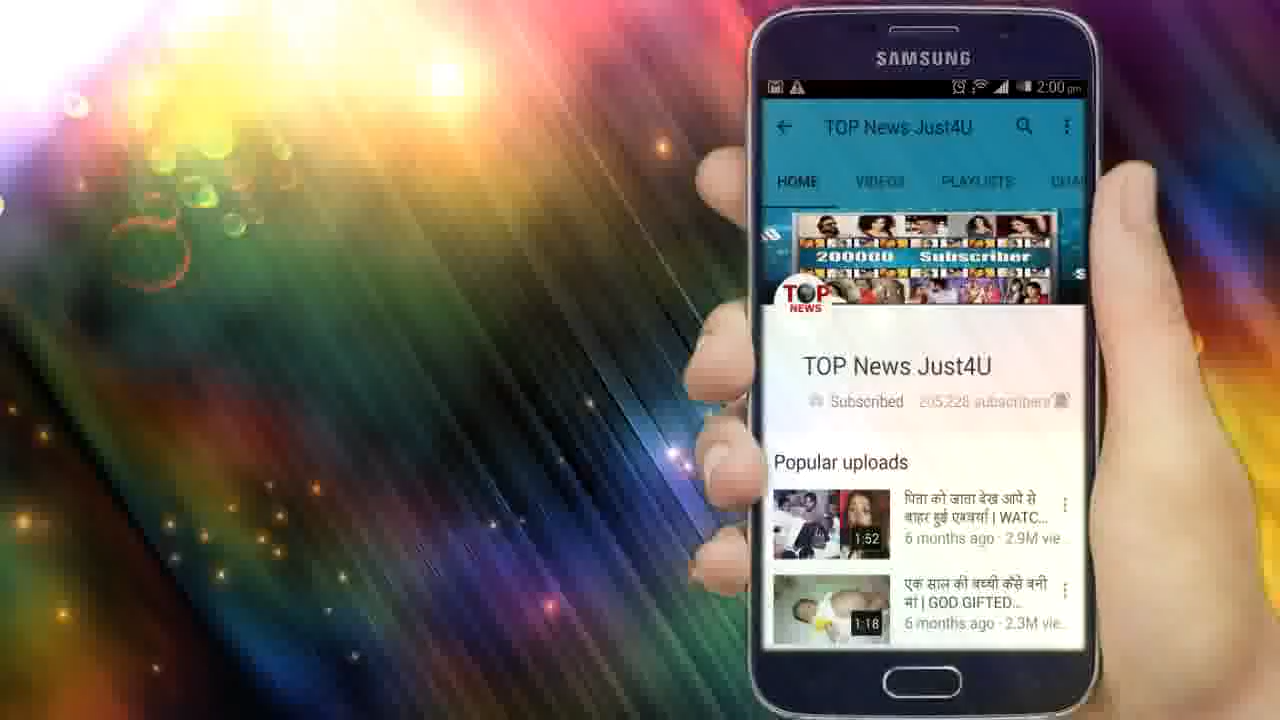 SAMSUNG
2:00 pm
TOP News Just4U
HOME VIDEOS PLAYLISTS CHA
200000 Subscriber
TOP
NEWS
TOP News Just4U
Subscribed 205,228 subscribers
Popular uploads
पिता को जाता देख आपे से
बाहर हुई एश्वर्या | WATC...
1:52
6 months ago · 2.9M vie...
एक साल की बच्ची कैसे बनी
मां | GOD GIFTED...
1:18
6 months ago · 2.3M vie...